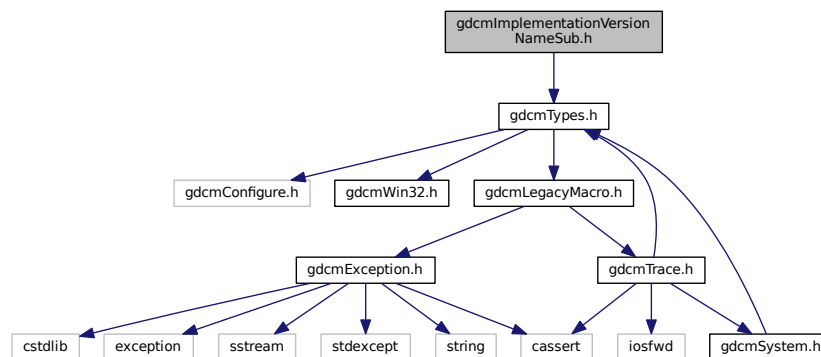 gdcmImplementationVersion
NameSub.h
gdcmTypes.h
gdcmConfigure.h
gdcmWin32.h
gdcmLegacyMacro.h
gdcmException.h
gdcmTrace.h
cstdlib
exception
sstream
stdexcept
string
cassert
iosfwd
gdcmSystem.h